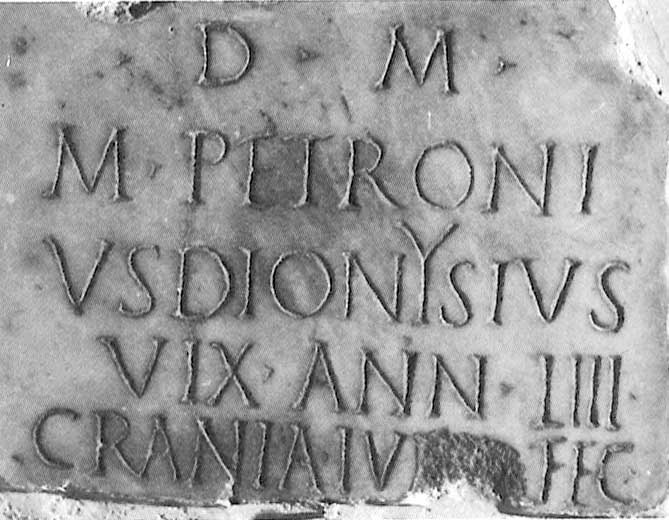 D · M ·
M · PETRONI
VSDIONYSIVS
VIX · ANN · IIII
CRANIAIV FEC